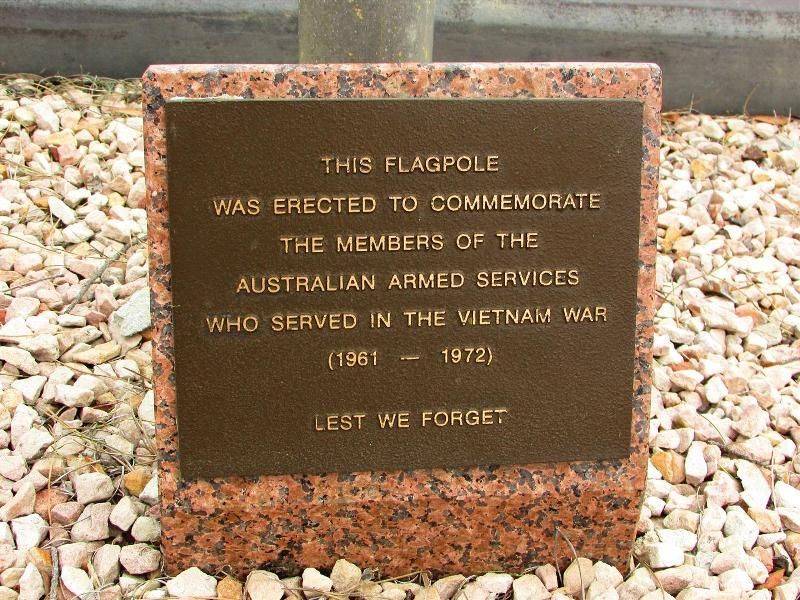 THIS FLAGPOLE
WAS ERECTED TO COMMEMORATE
THE MEMBERS OF THE
AUSTRALIAN ARMED SERVICES
WHO SERVED IN THE VIETNAM WAR
(1961 — 1972)
LEST WE FORGET